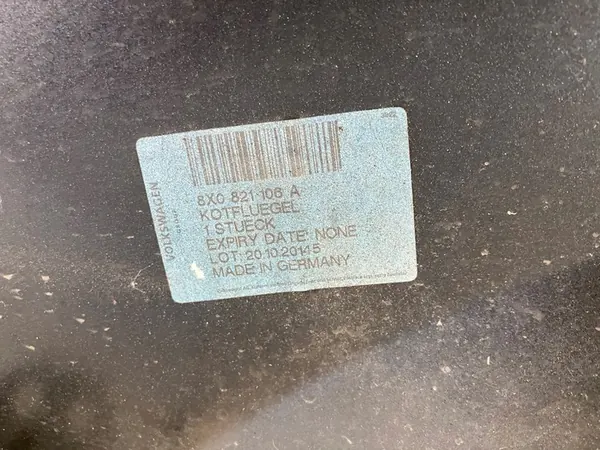 VOLKSWAGEN
8X0 821 106 A
KOTFLUEGEL
1 STUECK
EXPIRY DATE: NONE
LOT: 20.10.20145
MADE IN GERMANY